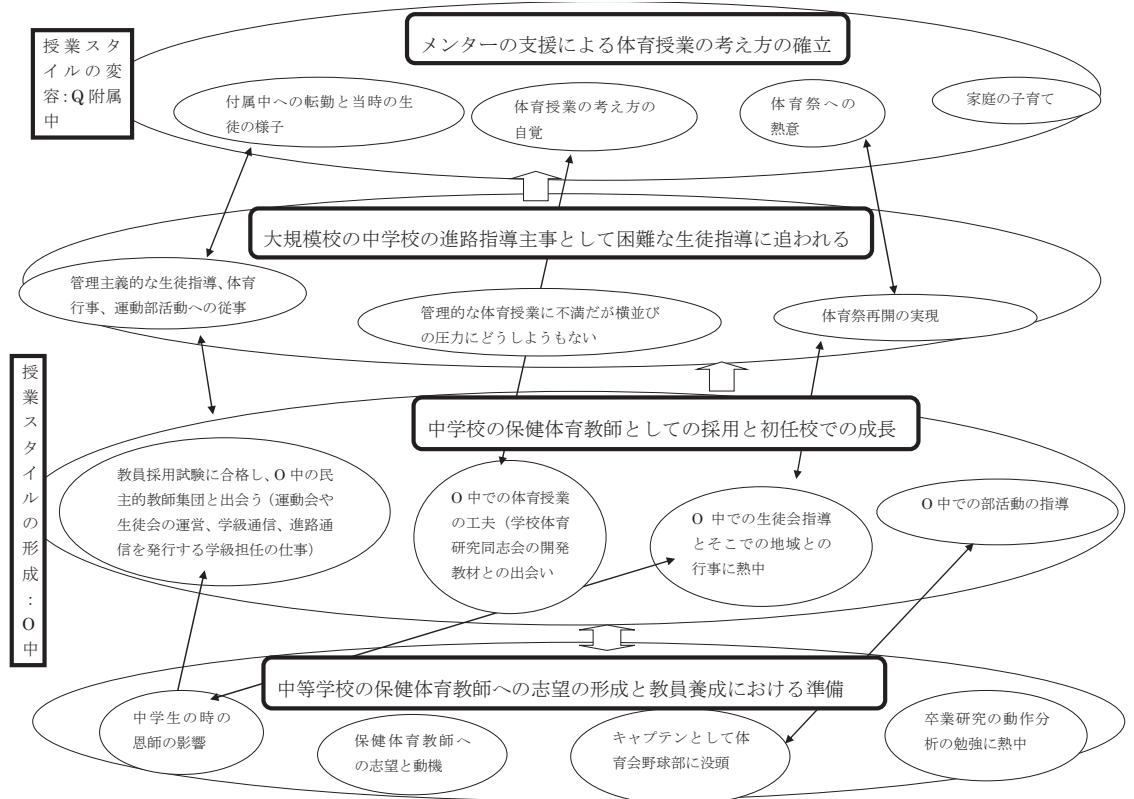 メンターの支援による体育授業の考え方の確立
授業スタ
イルの変
容：Q 附属
中
付属中への転勤と当時の生
徒の様子
体育授業の考え方の
自覚
体育祭への
熱意
家庭の子育て
大規模校の中学校の進路指導主事として困難な生徒指導に追われる
管理主義的な生徒指導、体育
行事、運動部活動への従事
管理的な体育授業に不満だが横並び
の圧力にどうしようもない
体育祭再開の実現
授
業
ス
タ
イ
ル
の
形
成
：
O
中
中学校の保健体育教師としての採用と初任校での成長
教員採用試験に合格し、O 中の民
主的教師集団と出会う（運動会や
生徒会の運営、学級通信、進路通
信を発行する学級担任の仕事）
O 中での体育授業
の工夫（学校体育
研究同志会の開発
教材との出会い
O 中での生徒会指導
とそこでの地域との
行事に熱中
O 中での部活動の指導
中等学校の保健体育教師への志望の形成と教員養成における準備
中学生の時の
恩師の影響
保健体育教師へ
の志望と動機
キャプテンとして体
育会野球部に没頭
卒業研究の動作分
析の勉強に熱中